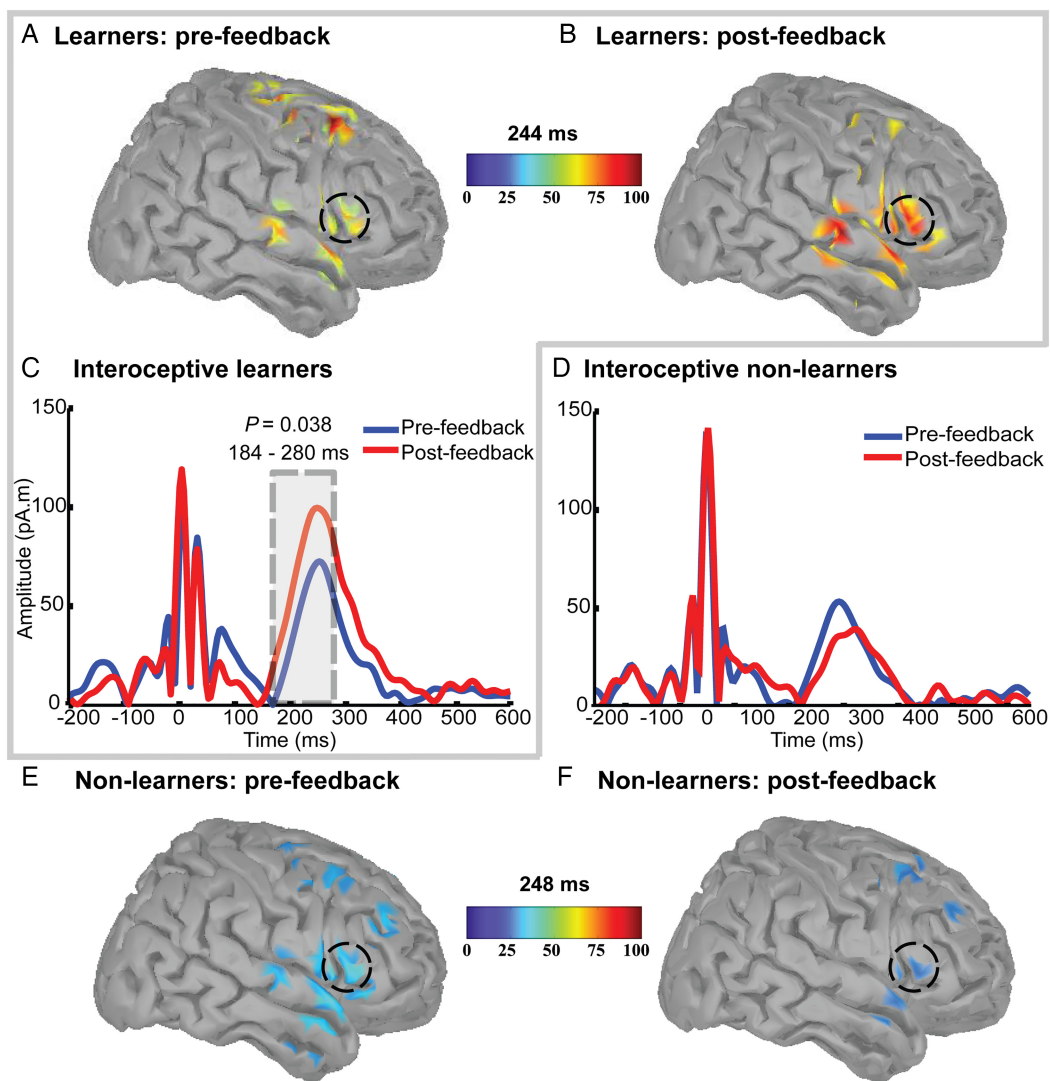 A Learners: pre-feedback
B Learners: post-feedback
244 ms
0 25 50 75 100
C Interoceptive learners
150
100
50
0
Amplitude (pA.m)
P = 0.038
184 - 280 ms
Pre-feedback
Post-feedback
-200 -100 0 100 200 300 400 500 600
Time (ms)
D Interoceptive non-learners
150
100
50
0
Pre-feedback
Post-feedback
-200 -100 0 100 200 300 400 500 600
Time (ms)
E Non-learners: pre-feedback
F Non-learners: post-feedback
248 ms
0 25 50 75 100